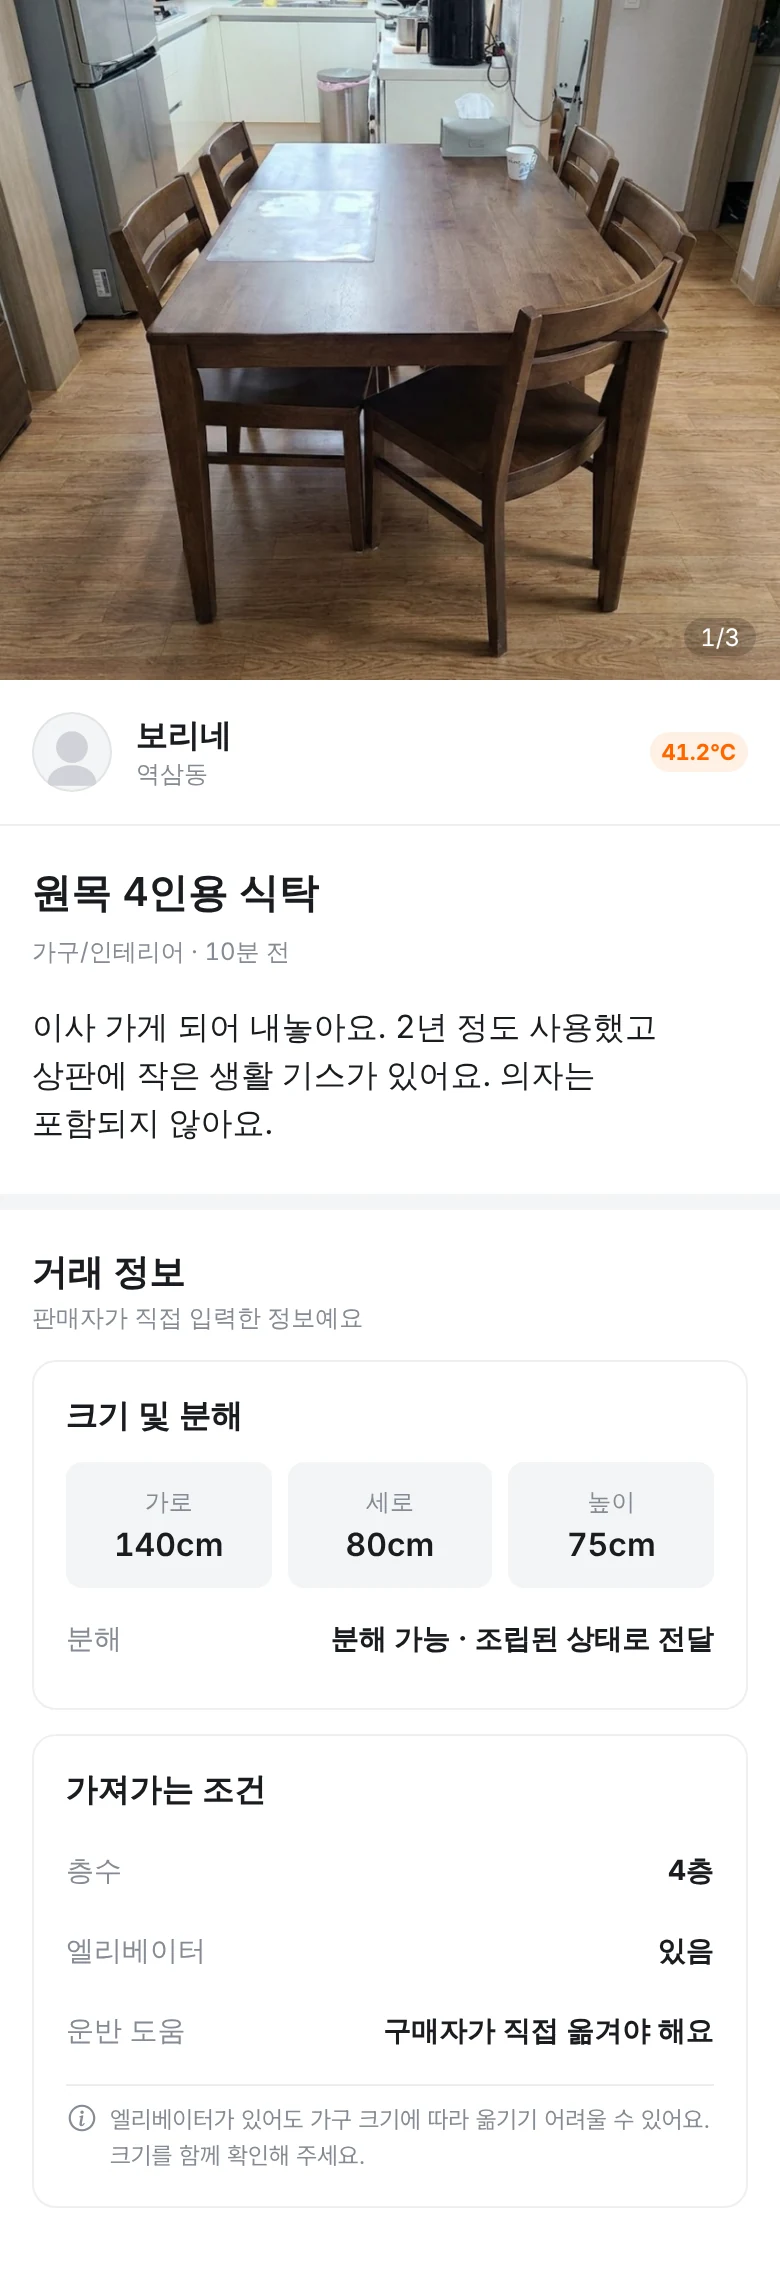 1/3
보리네
역삼동
41.2°C
원목 4인용 식탁
가구/인테리어 · 10분 전
이사 가게 되어 내놓아요. 2년 정도 사용했고
상판에 작은 생활 기스가 있어요. 의자는
포함되지 않아요.
거래 정보
판매자가 직접 입력한 정보예요
크기 및 분해
가로
140cm
세로
80cm
높이
75cm
분해
분해 가능 · 조립된 상태로 전달
가져가는 조건
층수
4층
엘리베이터
있음
운반 도움
구매자가 직접 옮겨야 해요
엘리베이터가 있어도 가구 크기에 따라 옮기기 어려울 수 있어요.
크기를 함께 확인해 주세요.